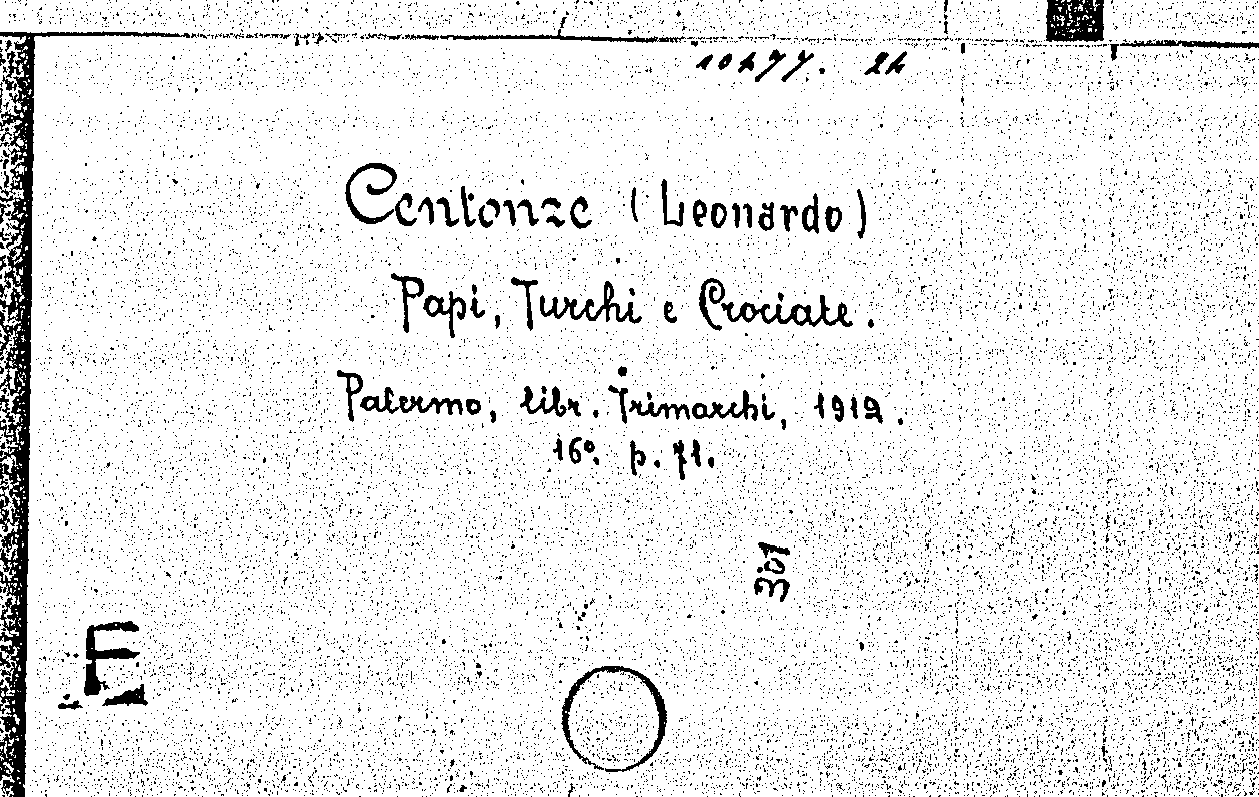 10477. 24
Centonze (Leonardo)
Papi, Turchi e Crociate.
Palermo, libr. Trimarchi, 1912.
16°. p. 71.
301
E